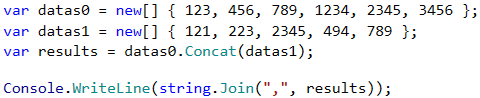 var datas0 = new[] { 123, 456, 789, 1234, 2345, 3456 };
var datas1 = new[] { 121, 223, 2345, 494, 789 };
var results = datas0.Concat(datas1);
Console.WriteLine(string.Join(",", results));